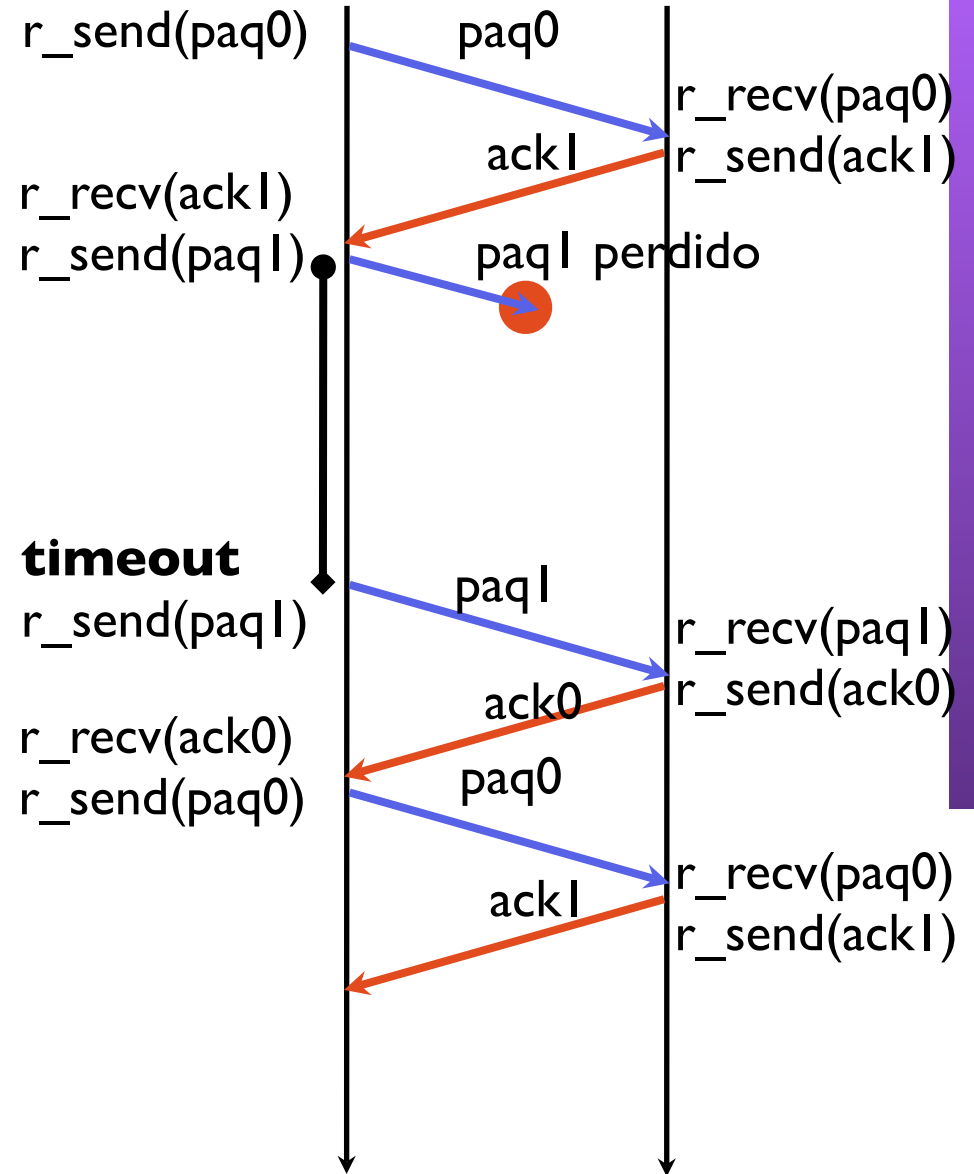 r_send(paq0)
paq0
r_recv(paq0)
ack1
r_send(ack1)
r_recv(ack1)
r_send(paq1)
paq1 perdido
timeout
paq1
r_send(paq1)
r_recv(paq1)
ack0
r_send(ack0)
r_recv(ack0)
paq0
r_send(paq0)
r_recv(paq0)
ack1
r_send(ack1)